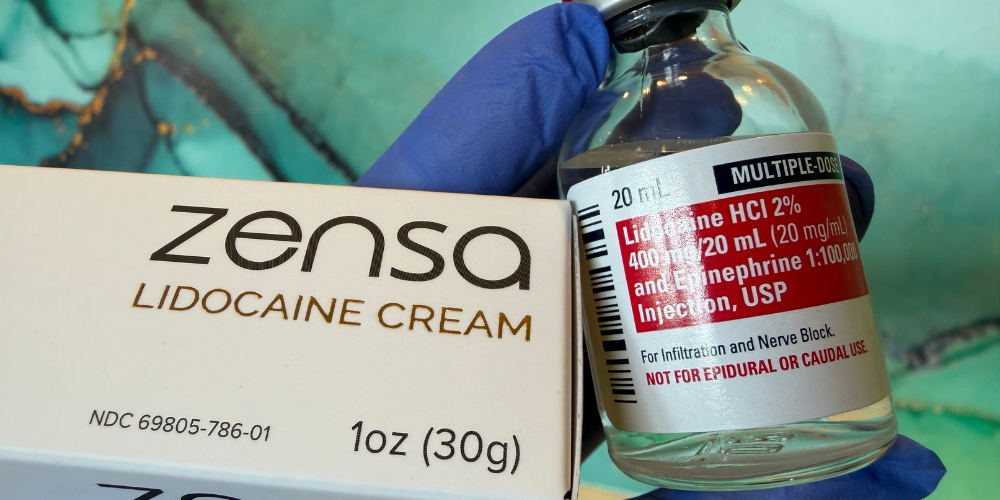 zensa
LIDOCAINE CREAM
NDC 69805-786-01
1oz (30g)
20 mL
MULTIPLE-DOSE
Lidocaine HCl 2%
400 mg/20 mL (20 mg/mL)
and Epinephrine 1:100,000
Injection, USP
For Infiltration and Nerve Block.
NOT FOR EPIDURAL OR CAUDAL USE.